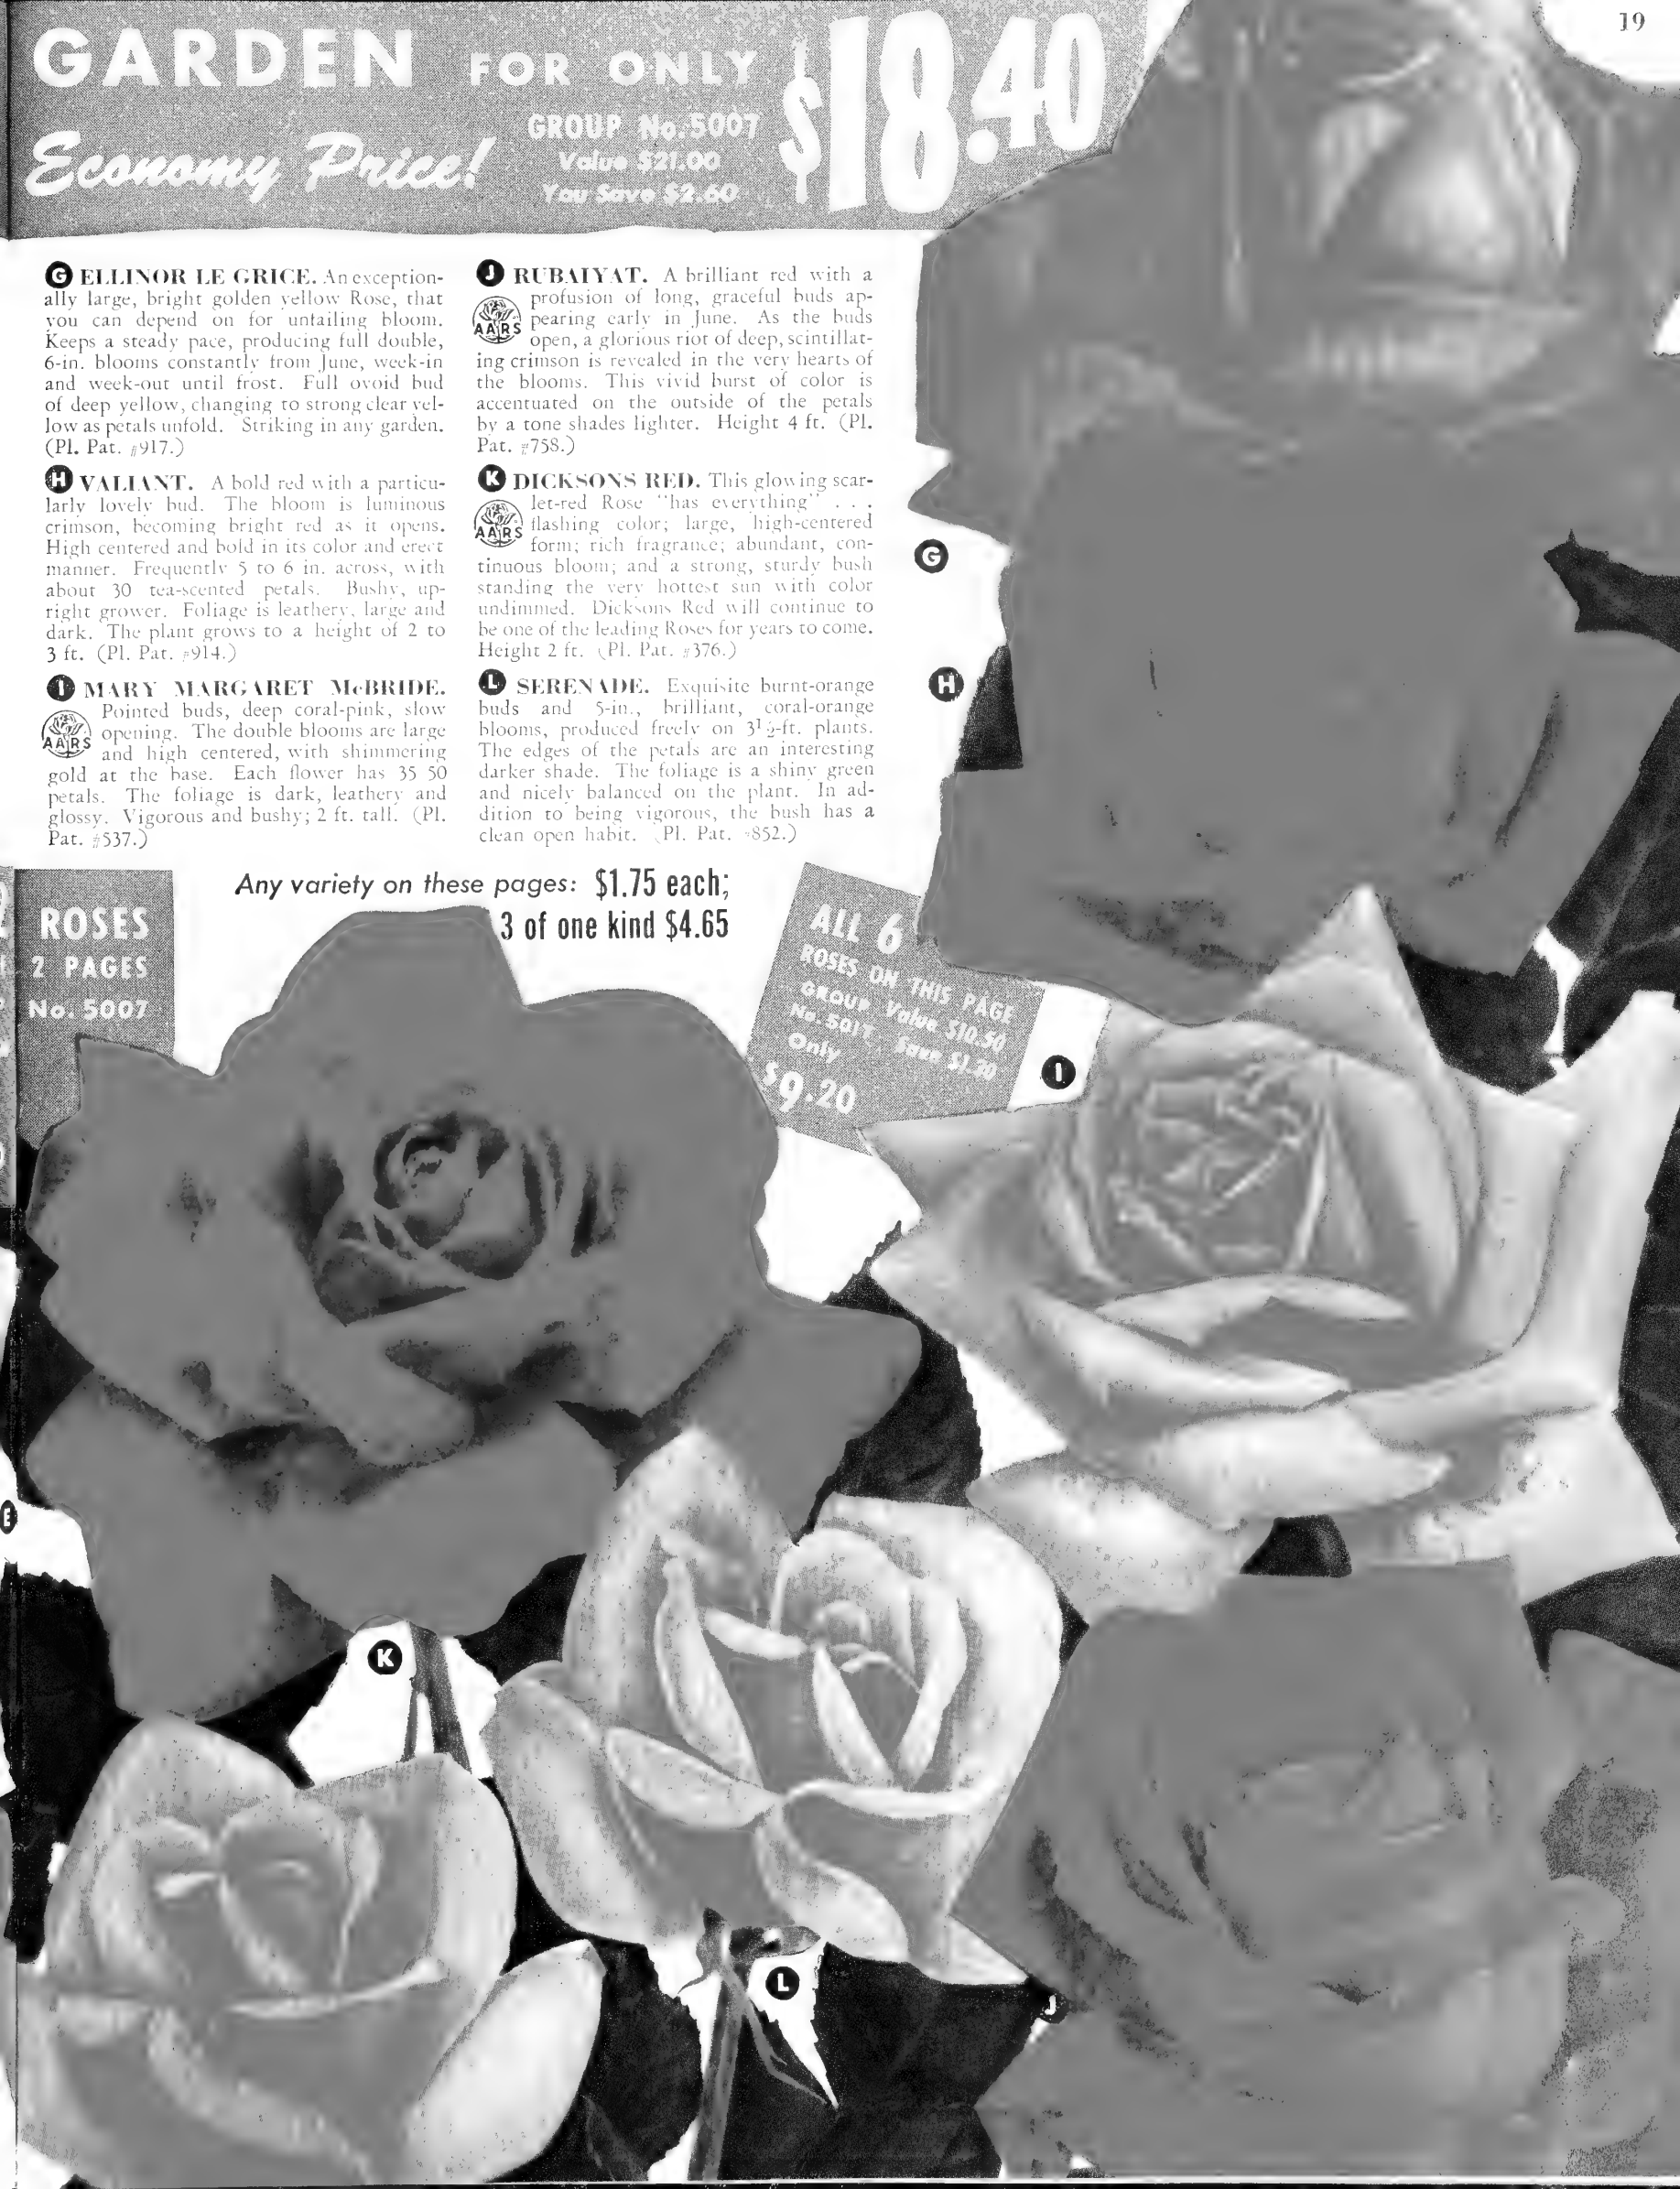 19
GARDEN FOR ONLY $18.40
Economy Price!
GROUP No. 5007
Value $21.00
You Save $2.60
G ELLINOR LE GRICE. An exception-
ally large, bright golden yellow Rose, that
you can depend on for unfailing bloom.
Keeps a steady pace, producing full double,
6-in. blooms constantly from June, week-in
and week-out until frost. Full ovoid bud
of deep yellow, changing to strong clear yel-
low as petals unfold. Striking in any garden.
(Pl. Pat. #917.)
H VALIANT. A bold red with a particu-
larly lovely bud. The bloom is luminous
crimson, becoming bright red as it opens.
High centered and bold in its color and erect
manner. Frequently 5 to 6 in. across, with
about 30 tea-scented petals. Bushy, up-
right grower. Foliage is leathery, large and
dark. The plant grows to a height of 2 to
3 ft. (Pl. Pat. #914.)
I MARY MARGARET McBRIDE.
AARS
Pointed buds, deep coral-pink, slow
opening. The double blooms are large
and high centered, with shimmering
gold at the base. Each flower has 35 50
petals. The foliage is dark, leathery and
glossy. Vigorous and bushy; 2 ft. tall. (Pl.
Pat. #537.)
J RUBAIYAT. A brilliant red with a
AARS
profusion of long, graceful buds ap-
pearing early in June. As the buds
open, a glorious riot of deep, scintillat-
ing crimson is revealed in the very hearts of
the blooms. This vivid burst of color is
accentuated on the outside of the petals
by a tone shades lighter. Height 4 ft. (Pl.
Pat. #758.)
K DICKSONS RED. This glowing scar-
AARS
let-red Rose "has everything" . . .
flashing color; large, high-centered
form; rich fragrance; abundant, con-
tinuous bloom; and a strong, sturdy bush
standing the very hottest sun with color
undimmed. Dicksons Red will continue to
be one of the leading Roses for years to come.
Height 2 ft. (Pl. Pat. #376.)
L SERENADE. Exquisite burnt-orange
buds and 5-in., brilliant, coral-orange
blooms, produced freely on 3½-ft. plants.
The edges of the petals are an interesting
darker shade. The foliage is a shiny green
and nicely balanced on the plant. In ad-
dition to being vigorous, the bush has a
clean open habit. (Pl. Pat. #852.)
Any variety on these pages: $1.75 each;
3 of one kind $4.65
ROSES
2 PAGES
No. 5007
ALL 6
ROSES ON THIS PAGE
GROUP Value $10.50
No. 501T. Save $1.30
Only
$9.20
G
H
I
E
K
L
J